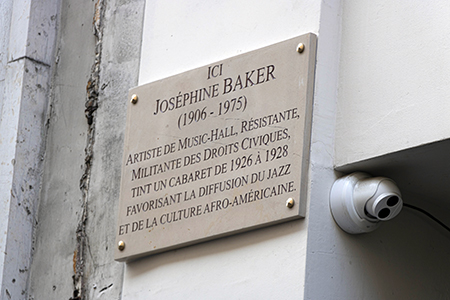 ICI
JOSÉPHINE BAKER
(1906 - 1975)
ARTISTE DE MUSIC-HALL, RÉSISTANTE,
MILITANTE DES DROITS CIVIQUES,
TINT UN CABARET DE 1926 À 1928
FAVORISANT LA DIFFUSION DU JAZZ
ET DE LA CULTURE AFRO-AMÉRICAINE.